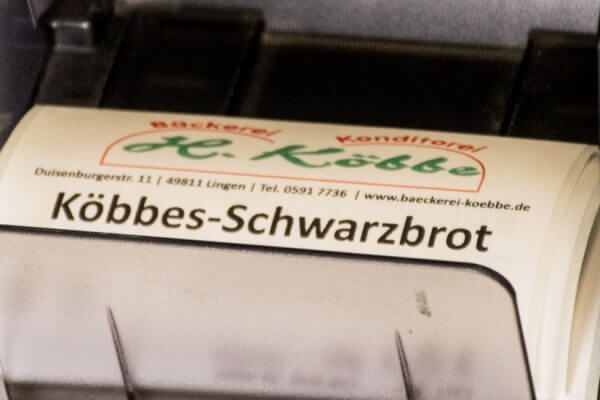 Bäckerei Konditorei
H. Köbbe
Duisenburgerstr. 11 | 49811 Lingen | Tel. 0591 7736 | www.baeckerei-koebbe.de
Köbbes-Schwarzbrot